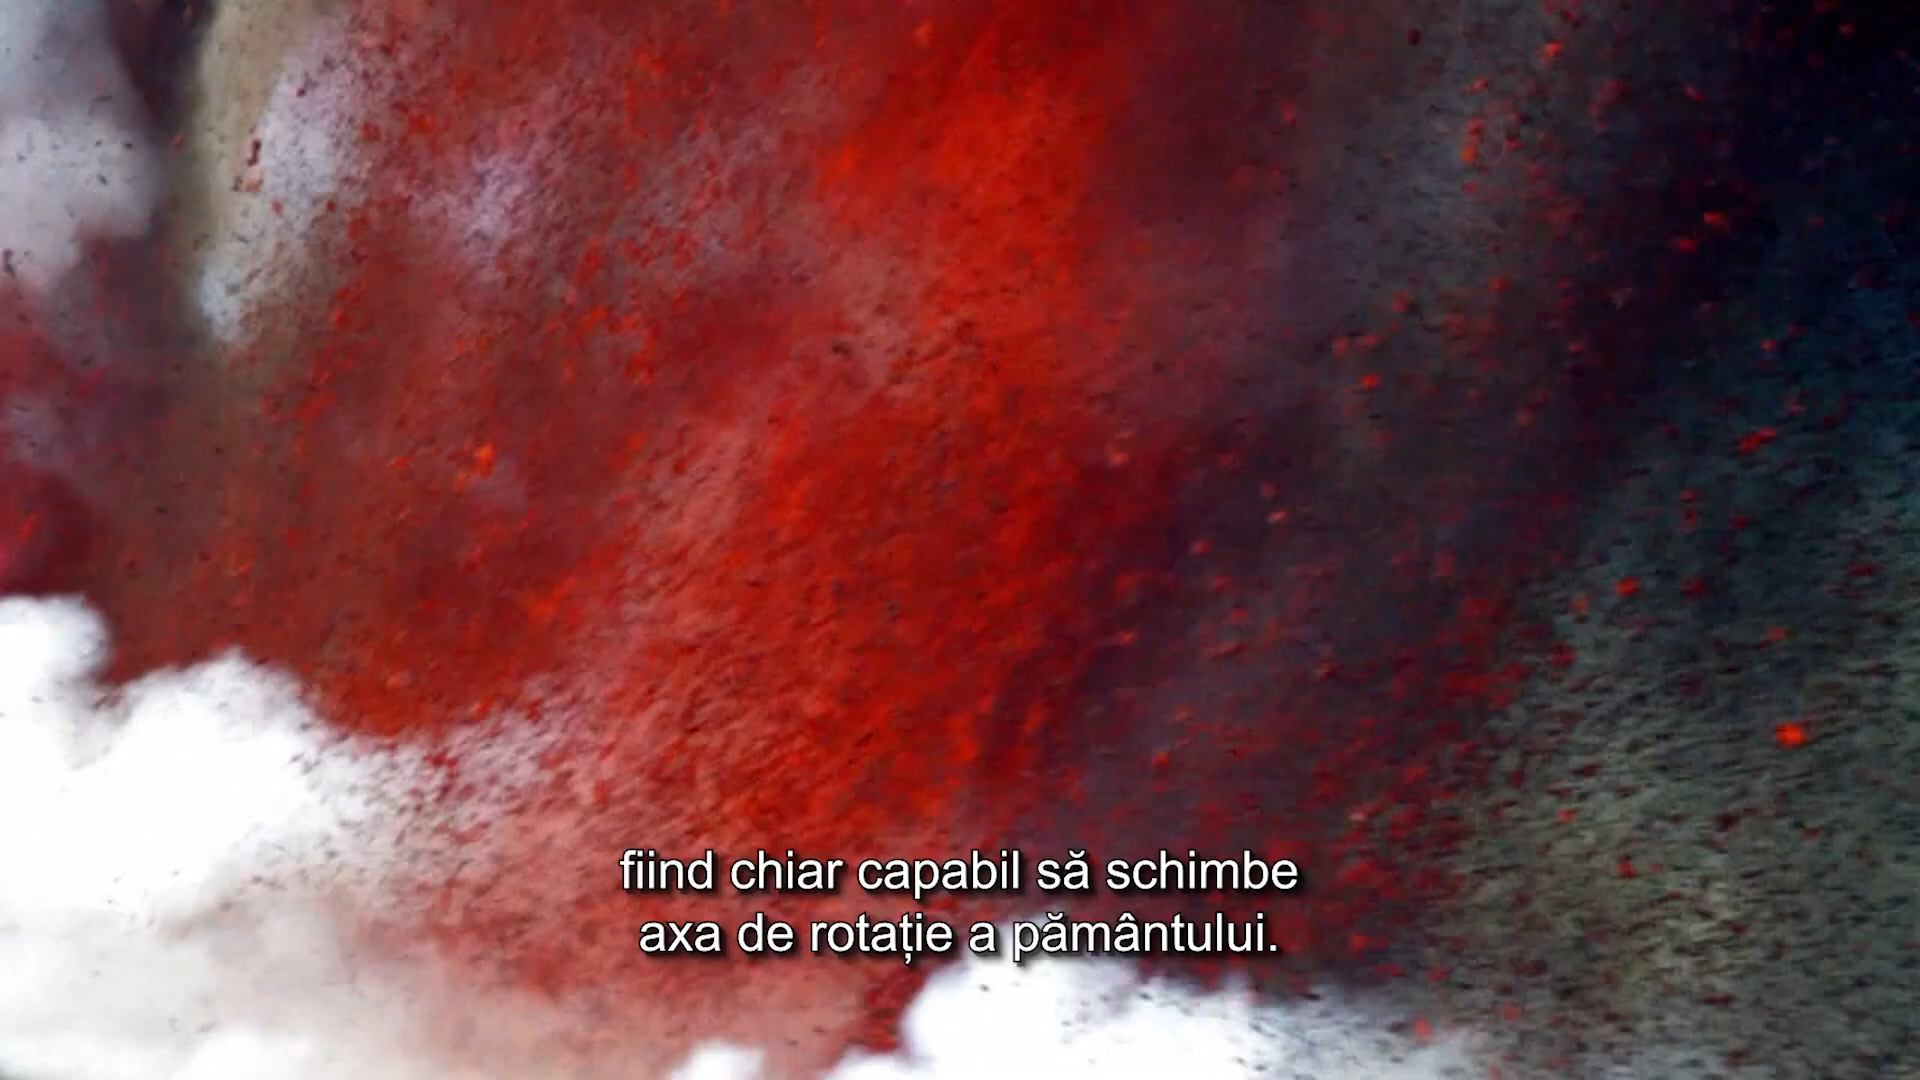 fiind chiar capabil să schimbe
axa de rotație a pământului.